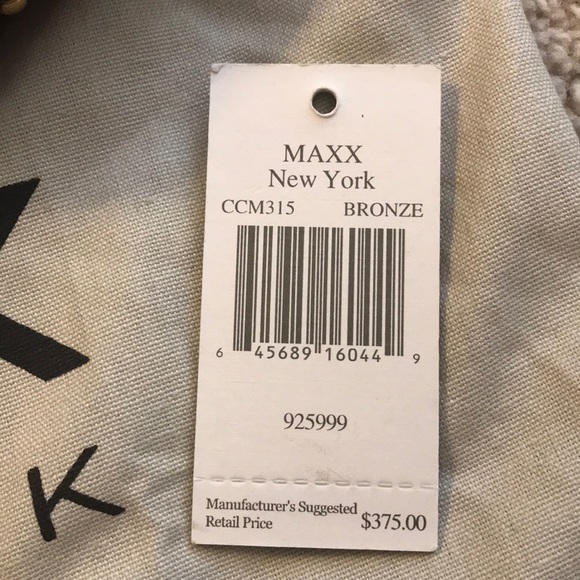 MAXX
New York
CCM315 BRONZE
6 45689 16044 9
925999
Manufacturer's Suggested
Retail Price $375.00
X
K